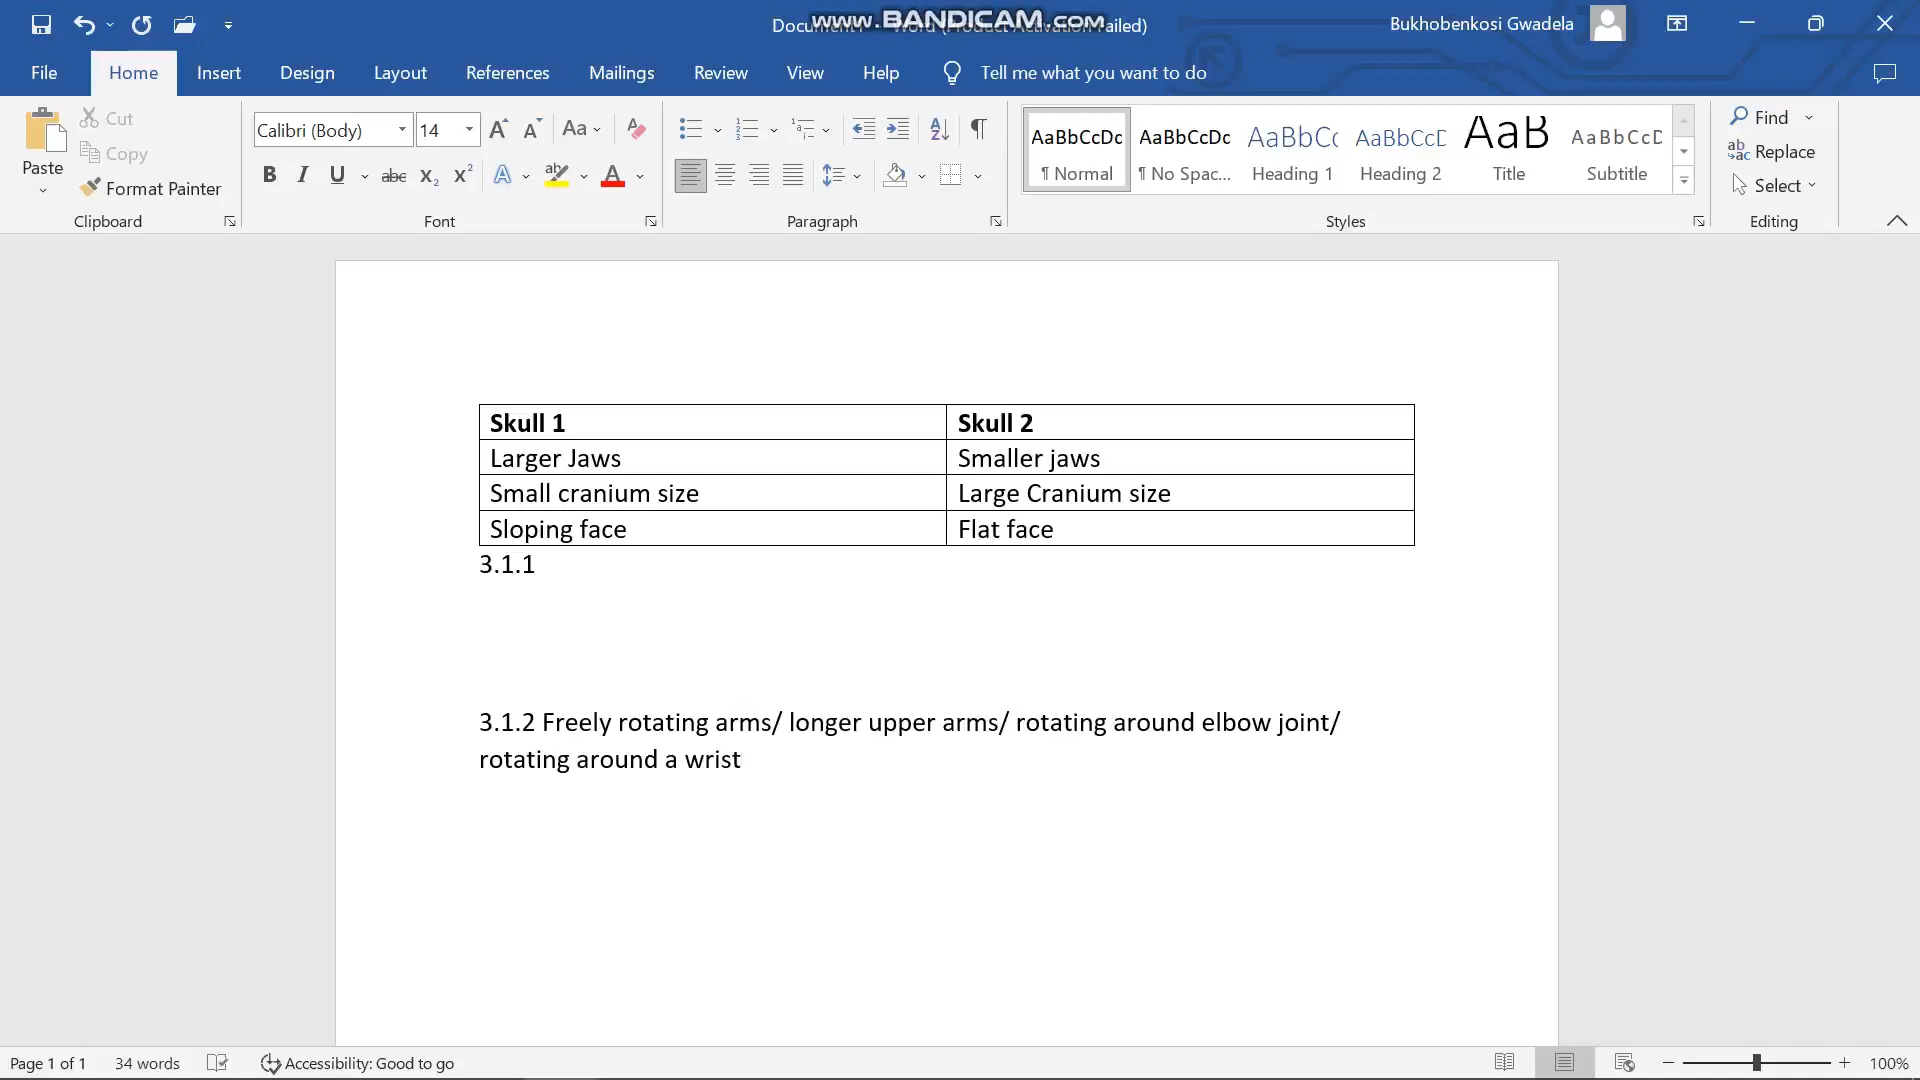 www.BANDICAM.com
Document1 - Word (Product Activation Failed)
Bukhobenkosi Gwadela
File Home Insert Design Layout References Mailings Review View Help Tell me what you want to do
Paste
Cut
Copy
Format Painter
Clipboard
Calibri (Body) 14
Font
Paragraph
AaBbCcDc AaBbCcDc AaBbCc AaBbCcD AaB AaBbCcD
¶ Normal ¶ No Spac... Heading 1 Heading 2 Title Subtitle
Styles
Find
Replace
Select
Editing
Skull 1 Skull 2
Larger Jaws Smaller jaws
Small cranium size Large Cranium size
Sloping face Flat face
3.1.1
3.1.2 Freely rotating arms/ longer upper arms/ rotating around elbow joint/
rotating around a wrist
Page 1 of 1 34 words Accessibility: Good to go 100%